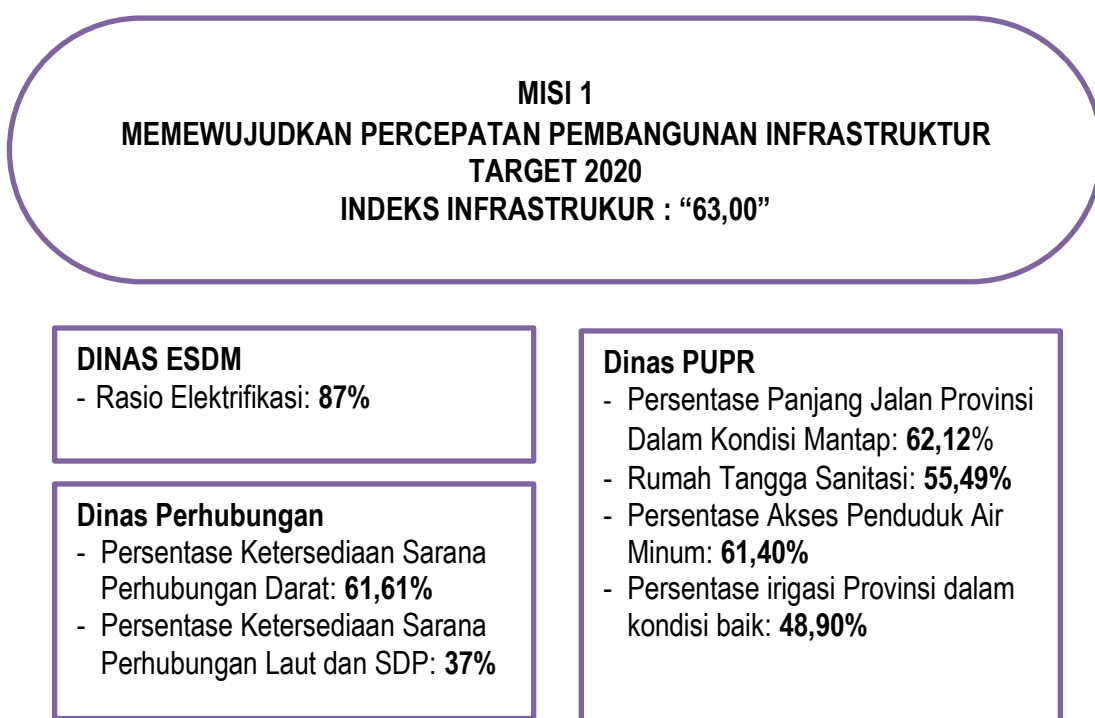 MISI 1
MEMEWUJUDKAN PERCEPATAN PEMBANGUNAN INFRASTRUKTUR
TARGET 2020
INDEKS INFRASTRUKUR : “63,00”
DINAS ESDM
- Rasio Elektrifikasi: 87%
Dinas Perhubungan
- Persentase Ketersediaan Sarana
Perhubungan Darat: 61,61%
- Persentase Ketersediaan Sarana
Perhubungan Laut dan SDP: 37%
Dinas PUPR
- Persentase Panjang Jalan Provinsi
Dalam Kondisi Mantap: 62,12%
- Rumah Tangga Sanitasi: 55,49%
- Persentase Akses Penduduk Air
Minum: 61,40%
- Persentase irigasi Provinsi dalam
kondisi baik: 48,90%